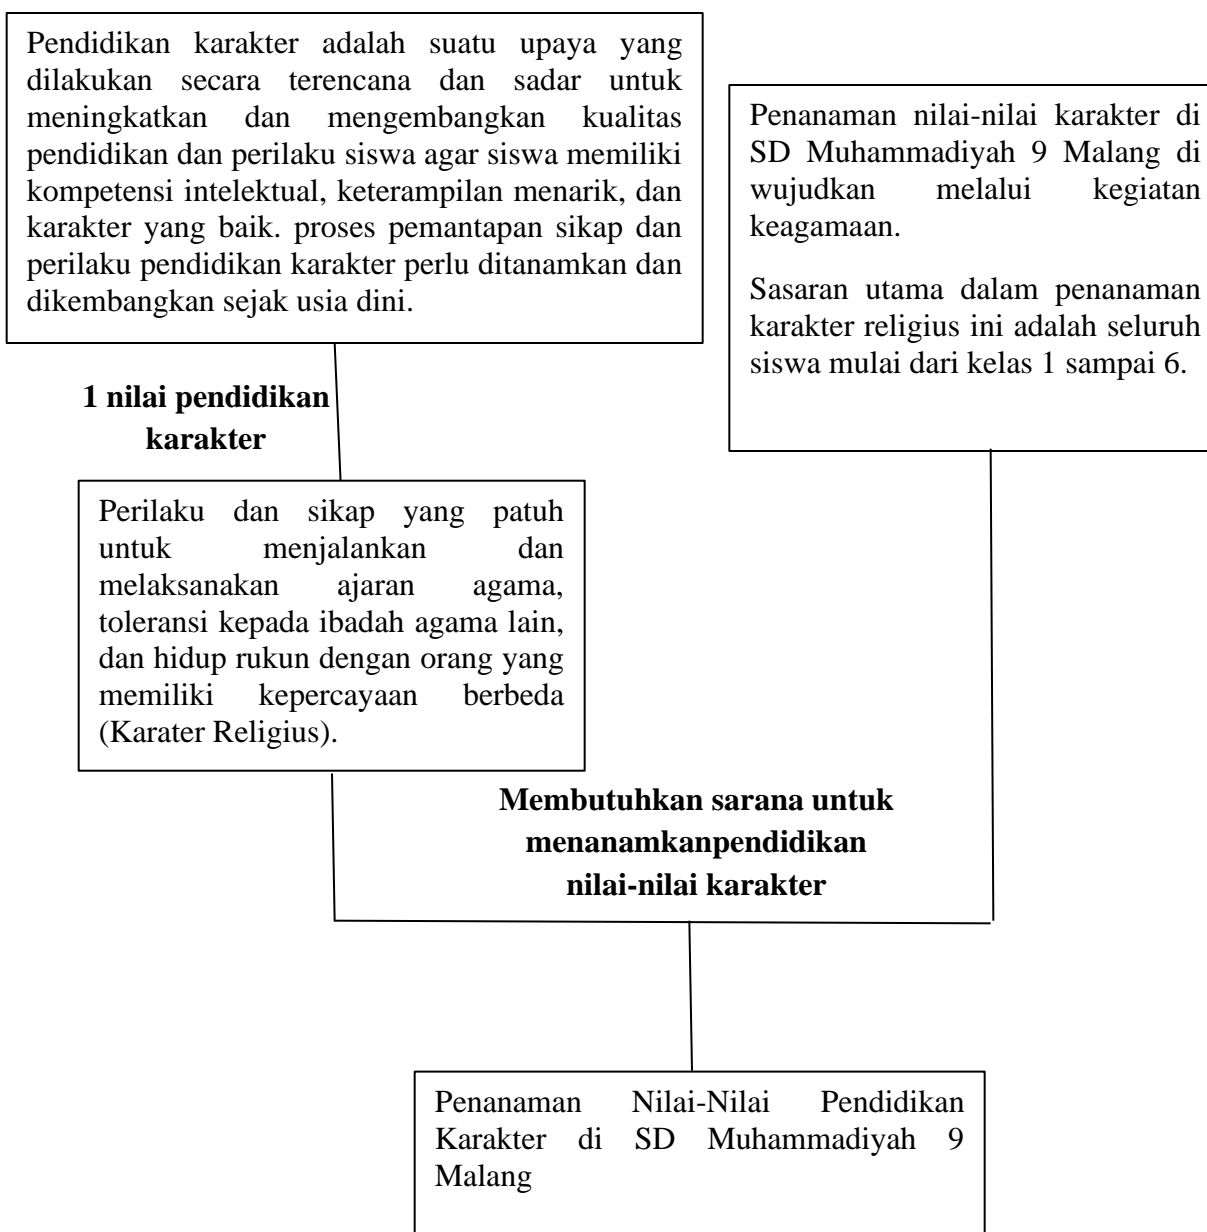 Pendidikan karakter adalah suatu upaya yang
dilakukan secara terencana dan sadar untuk
meningkatkan dan mengembangkan kualitas
pendidikan dan perilaku siswa agar siswa memiliki
kompetensi intelektual, keterampilan menarik, dan
karakter yang baik. proses pemantapan sikap dan
perilaku pendidikan karakter perlu ditanamkan dan
dikembangkan sejak usia dini.
Penanaman nilai-nilai karakter di
SD Muhammadiyah 9 Malang di
wujudkan melalui kegiatan
keagamaan.
Sasaran utama dalam penanaman
karakter religius ini adalah seluruh
siswa mulai dari kelas 1 sampai 6.
1 nilai pendidikan
karakter
Perilaku dan sikap yang patuh
untuk menjalankan dan
melaksanakan ajaran agama,
toleransi kepada ibadah agama lain,
dan hidup rukun dengan orang yang
memiliki kepercayaan berbeda
(Karater Religius).
Membutuhkan sarana untuk
menanamkanpendidikan
nilai-nilai karakter
Penanaman Nilai-Nilai Pendidikan
Karakter di SD Muhammadiyah 9
Malang